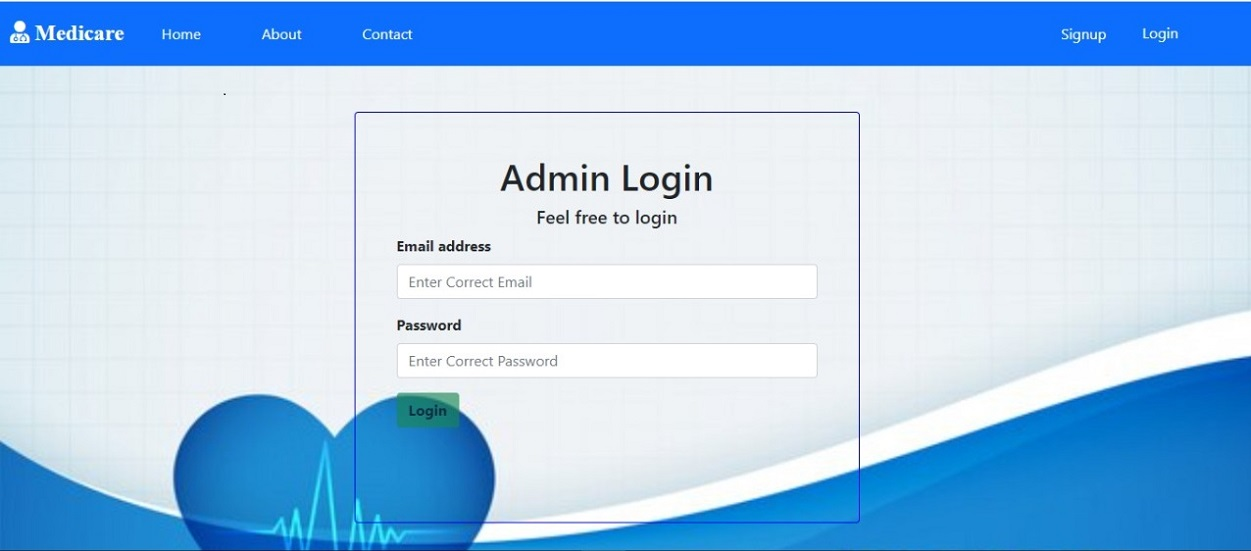 Medicare Home About Contact Signup Login
Admin Login
Feel free to login
Email address
Enter Correct Email
Password
Enter Correct Password
Login